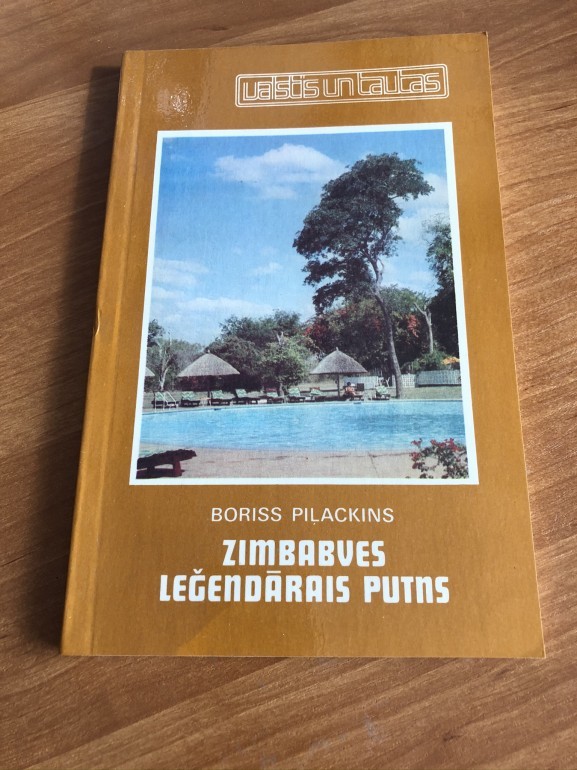 valstis un tautas
BORISS PIĻACKINS
ZIMBABVES
LEĢENDĀRAIS PUTNS